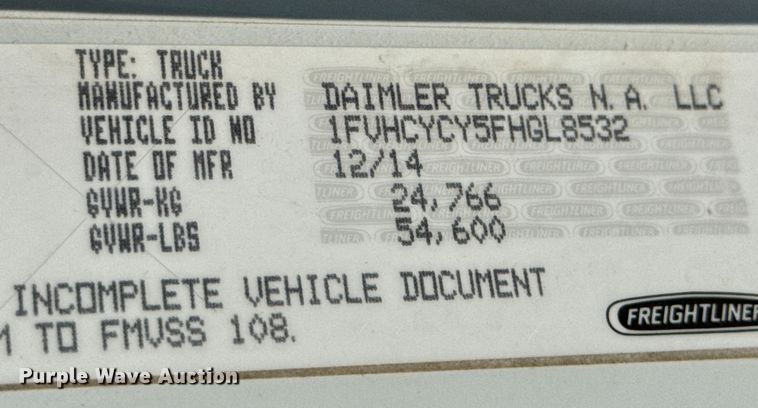 TYPE: TRUCK
MANUFACTURED BY DAIMLER TRUCKS N.A. LLC
VEHICLE ID NO 1FVHCYCY5FHGL8532
DATE OF MFR 12/14
GVWR-KG 24,766
GVWR-LBS 54,600
INCOMPLETE VEHICLE DOCUMENT
TO FMVSS 108.
FREIGHTLINER
Purple Wave Auction